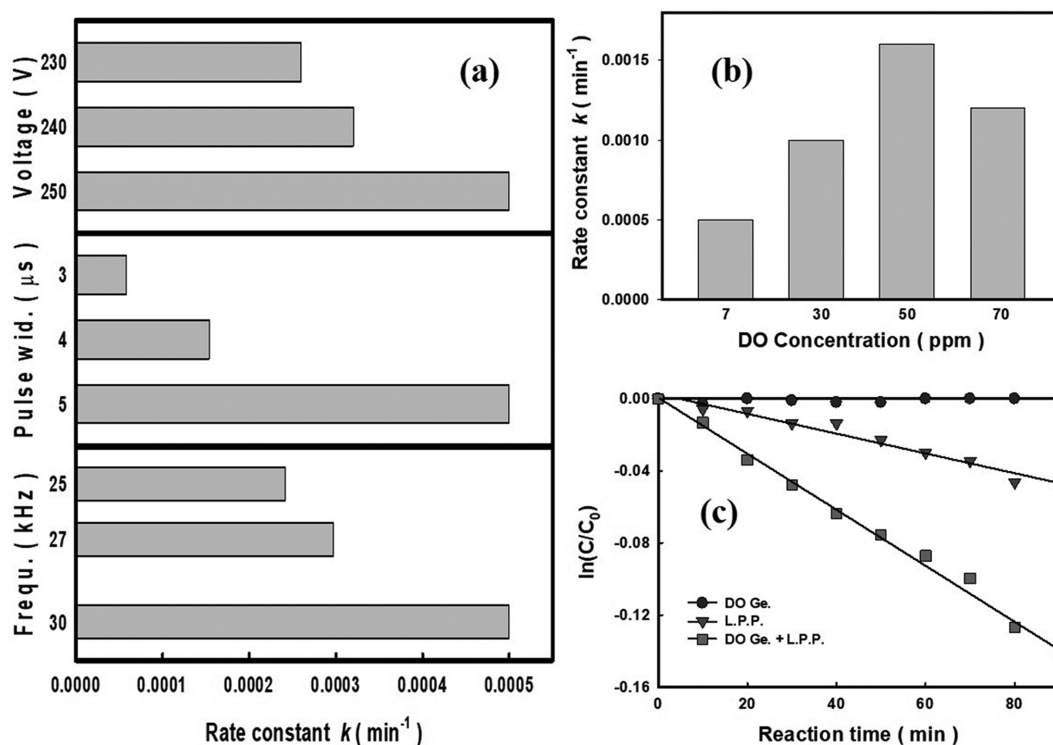 (a)
Voltage ( V )
230
240
250
Pulse wid. ( μs )
3
4
5
Frequ. ( kHz )
25
27
30
0.0000 0.0001 0.0002 0.0003 0.0004 0.0005
Rate constant k ( min-1 )
(b)
Rate constant k ( min-1 )
0.0015
0.0010
0.0005
0.0000
7 30 50 70
DO Concentration ( ppm )
(c)
ln(C/C0)
0.00
-0.04
-0.08
-0.12
-0.16
DO Ge.
L.P.P.
DO Ge. + L.P.P.
0 20 40 60 80
Reaction time ( min )